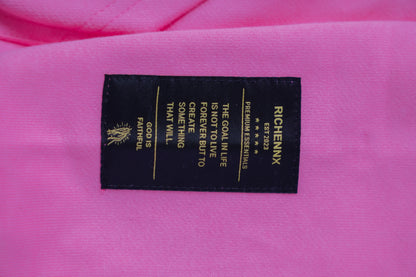 RICHENNX
EST 2023
★★★★★
PREMIUM ESSENTIALS
THE GOAL IN LIFE
IS NOT TO LIVE
FOREVER BUT TO
CREATE
SOMETHING
THAT WILL.
GOD IS
FAITHFUL